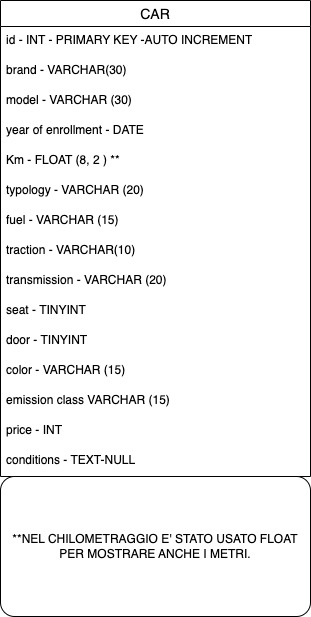 CAR
id - INT - PRIMARY KEY -AUTO INCREMENT
brand - VARCHAR(30)
model - VARCHAR (30)
year of enrollment - DATE
Km - FLOAT (8, 2 ) **
typology - VARCHAR (20)
fuel - VARCHAR (15)
traction - VARCHAR(10)
transmission - VARCHAR (20)
seat - TINYINT
door - TINYINT
color - VARCHAR (15)
emission class VARCHAR (15)
price - INT
conditions - TEXT-NULL
**NEL CHILOMETRAGGIO E' STATO USATO FLOAT
PER MOSTRARE ANCHE I METRI.